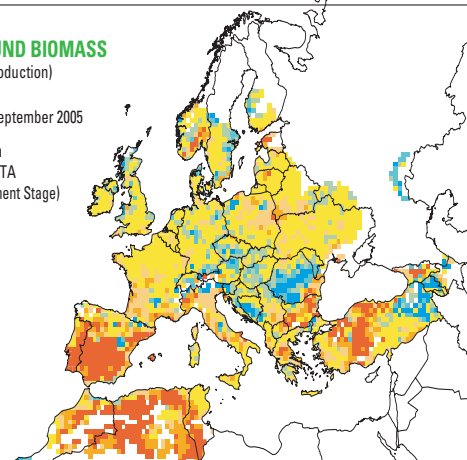 UND BIOMASS
oduction)
eptember 2005
TA
ment Stage)